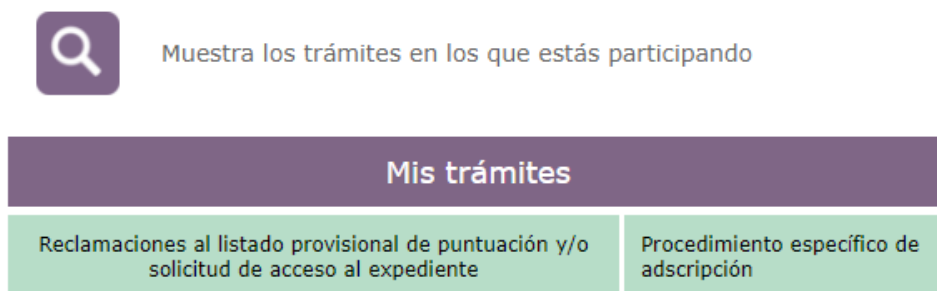 Muestra los trámites en los que estás participando
Mis trámites
Reclamaciones al listado provisional de puntuación y/o
solicitud de acceso al expediente
Procedimiento específico de
adscripción